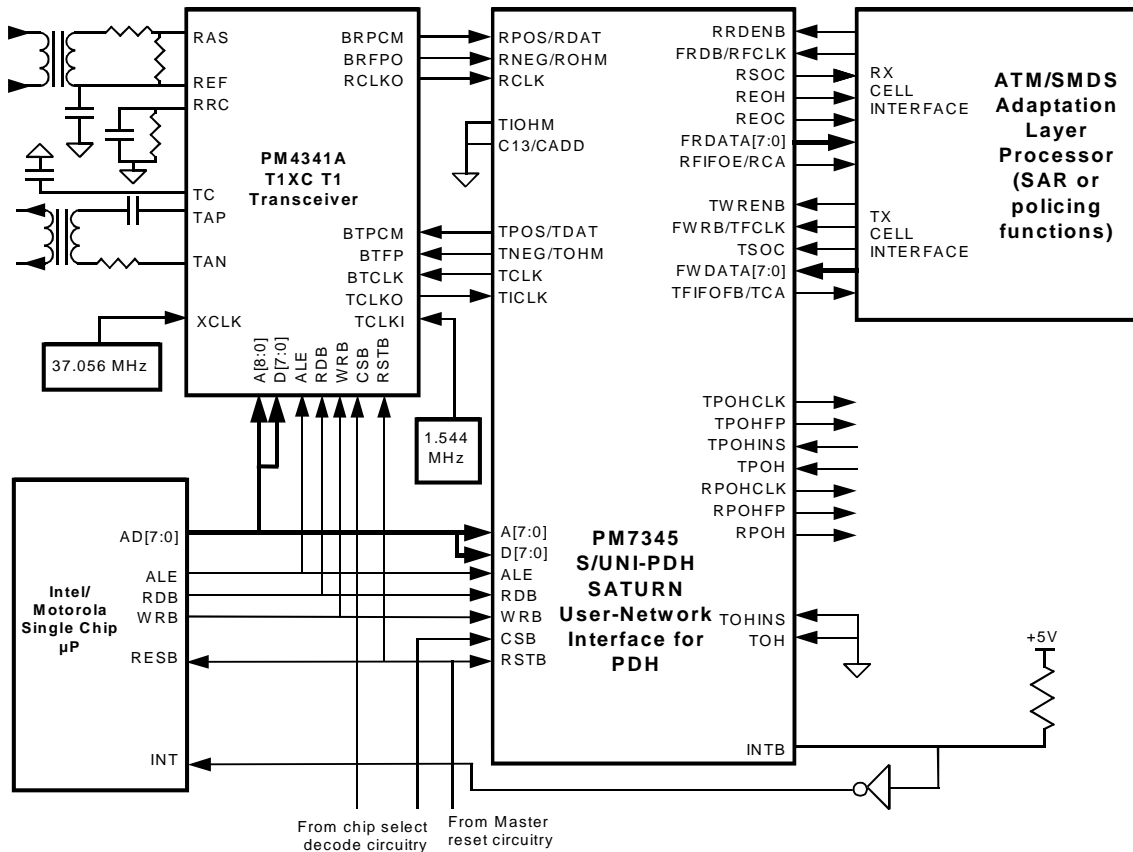 RAS
REF
RRC
TC
TAP
TAN
XCLK
37.056 MHz
BRPCM
BRFPO
RCLKO
PM4341A
T1XC T1
Transceiver
BTPCM
BTFP
BTCLK
TCLKO
TCLKI
A[8:0]
D[7:0]
ALE
RDB
WRB
CSB
RSTB
1.544
MHz
RPOS/RDAT
RNEG/ROHM
RCLK
TIOHM
C13/CADD
TPOS/TDAT
TNEG/TOHM
TCLK
TICLK
A[7:0]
D[7:0]
ALE
RDB
WRB
CSB
RSTB
PM7345
S/UNI-PDH
SATURN
User-Network
Interface for
PDH
RRDENB
FRDB/RFCLK
RSOC
REOH
REOC
FRDATA[7:0]
RFIFOE/RCA
TWRENB
FWRB/TFCLK
TSOC
FWDATA[7:0]
TFIFOFB/TCA
TPOHCLK
TPOHFP
TPOHINS
TPOH
RPOHCLK
RPOHFP
RPOH
TOHINS
TOH
INTB
RX
CELL
INTERFACE
TX
CELL
INTERFACE
ATM/SMDS
Adaptation
Layer
Processor
(SAR or
policing
functions)
+5V
Intel/
Motorola
Single Chip
µP
AD[7:0]
ALE
RDB
WRB
RESB
INT
From chip select
decode circuitry
From Master
reset circuitry